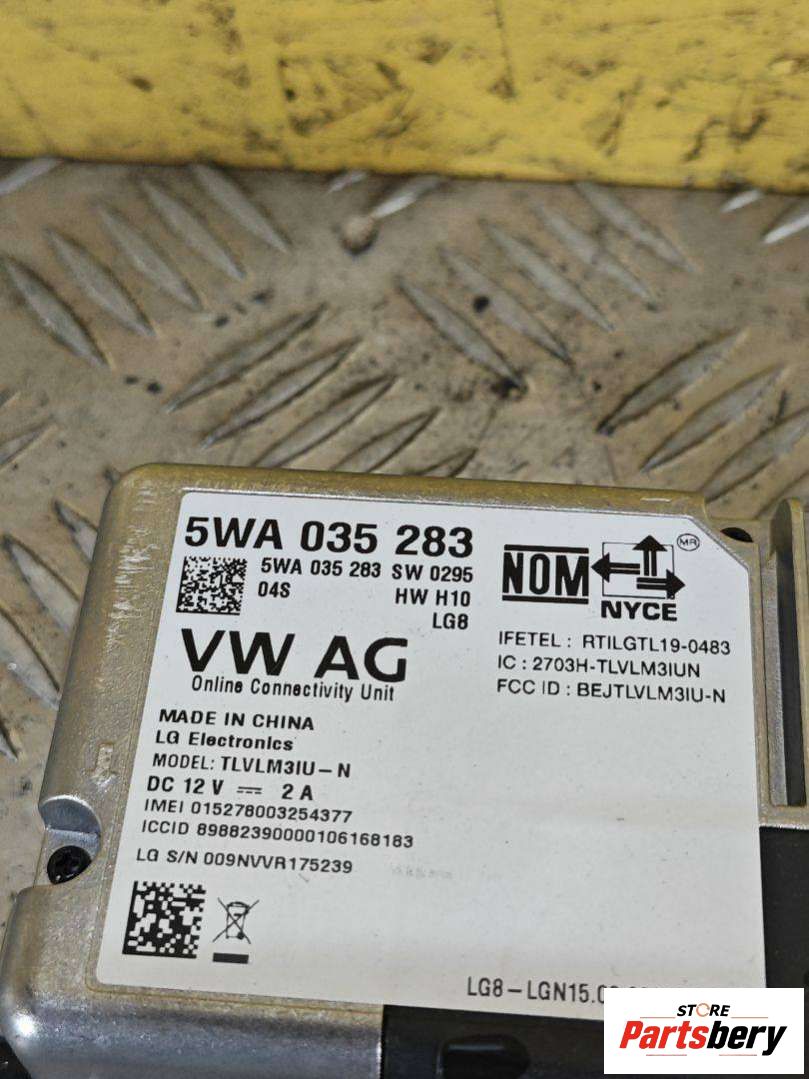 5WA 035 283
5WA 035 283 SW 0295
04S HW H10
LG8
VW AG
Online Connectivity Unit
MADE IN CHINA
LG Electronics
MODEL: TLVLM3IU-N
DC 12 V 2 A
IMEI 015278003254377
ICCID 89882390000106168183
LG S/N 009NVVR175239
NOM
MR
NYCE
IFETEL : RTILGTL19-0483
IC : 2703H-TLVLM3IUN
FCC ID : BEJTLVLM3IU-N
STORE
Partsbery